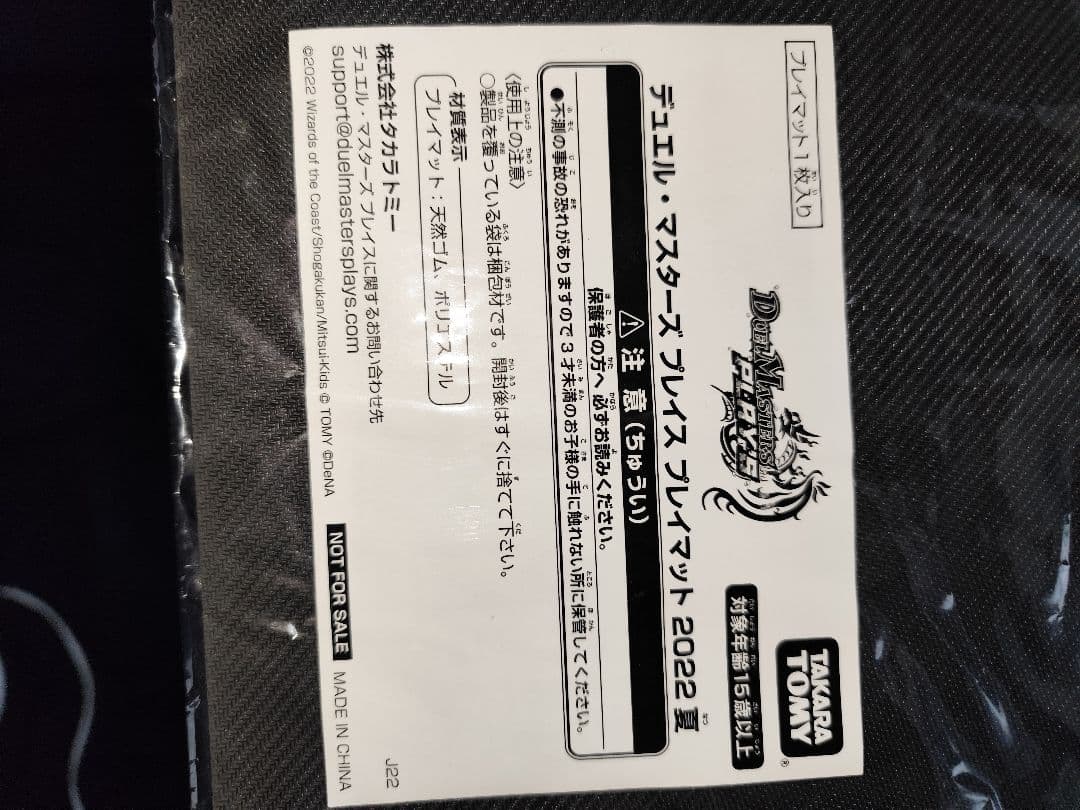 プレイマット1枚入り
DUEL MASTERS
PLAY'S
TAKARA
TOMY
®
対象年齢15歳以上
デュエル・マスターズ プレイス プレイマット 2022 夏
⚠ 注 意(ちゅうい)
保護者の方へ 必ずお読みください。
●不測の事故の恐れがありますので3才未満のお子様の手に触れない所に保管してください。
〈使用上の注意〉
○製品を覆っている袋は梱包材です。開封後はすぐに捨てて下さい。
材質表示
プレイマット:天然ゴム、ポリエステル
株式会社タカラトミー
デュエル・マスターズ プレイスに関するお問い合わせ先
support@duelmastersplays.com
J22
©2022 Wizards of the Coast/Shogakukan/Mitsui-Kids © TOMY ©DeNA
NOT FOR SALE
MADE IN CHINA